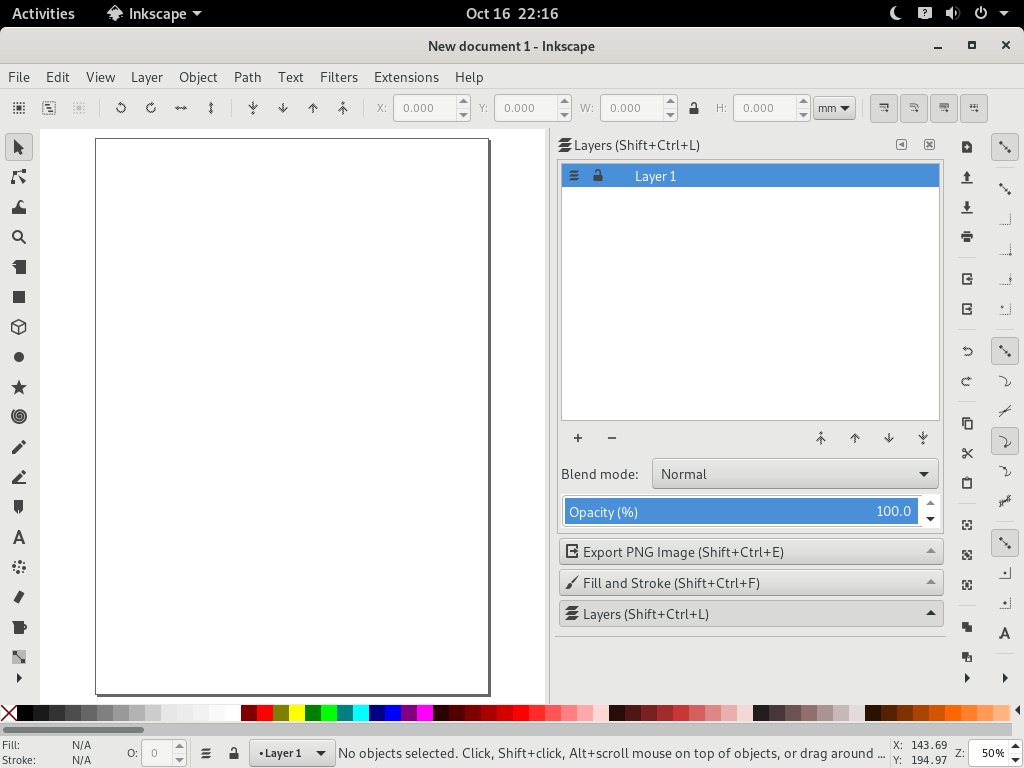 Activities Inkscape Oct 16 22:16
New document 1 - Inkscape
File Edit View Layer Object Path Text Filters Extensions Help
X: 0.000 Y: 0.000 W: 0.000 H: 0.000 mm
Layers (Shift+Ctrl+L)
Layer 1
Blend mode: Normal
Opacity (%) 100.0
Export PNG Image (Shift+Ctrl+E)
Fill and Stroke (Shift+Ctrl+F)
Layers (Shift+Ctrl+L)
Fill: N/A
Stroke: N/A
O: 0
•Layer 1
No objects selected. Click, Shift+click, Alt+scroll mouse on top of objects, or drag around ...
X: 143.69
Y: 194.97
Z: 50%